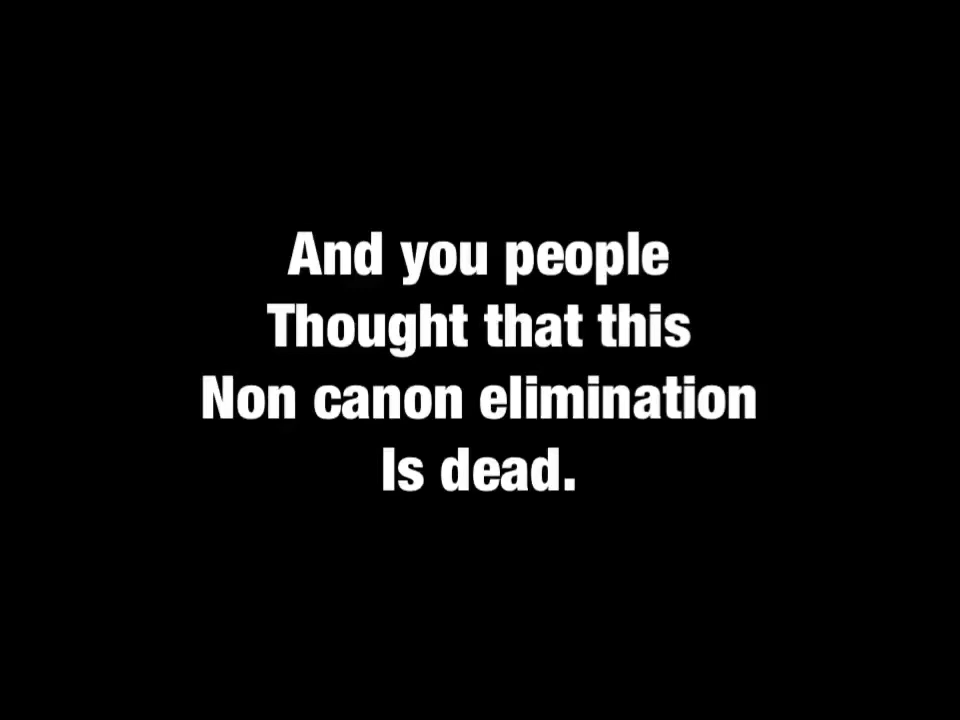 And you people
Thought that this
Non canon elimination
Is dead.